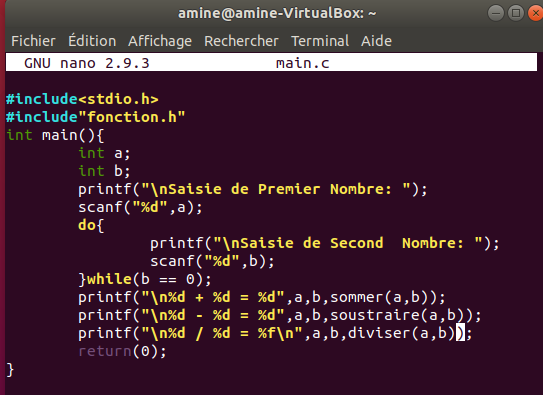 amine@amine-VirtualBox: ~
Fichier Édition Affichage Rechercher Terminal Aide
GNU nano 2.9.3 main.c
#include<stdio.h>
#include"fonction.h"
int main(){
int a;
int b;
printf("\nSaisie de Premier Nombre: ");
scanf("%d",a);
do{
printf("\nSaisie de Second  Nombre: ");
scanf("%d",b);
}while(b == 0);
printf("\n%d + %d = %d",a,b,sommer(a,b));
printf("\n%d - %d = %d",a,b,soustraire(a,b));
printf("\n%d / %d = %f\n",a,b,diviser(a,b));
return(0);
}